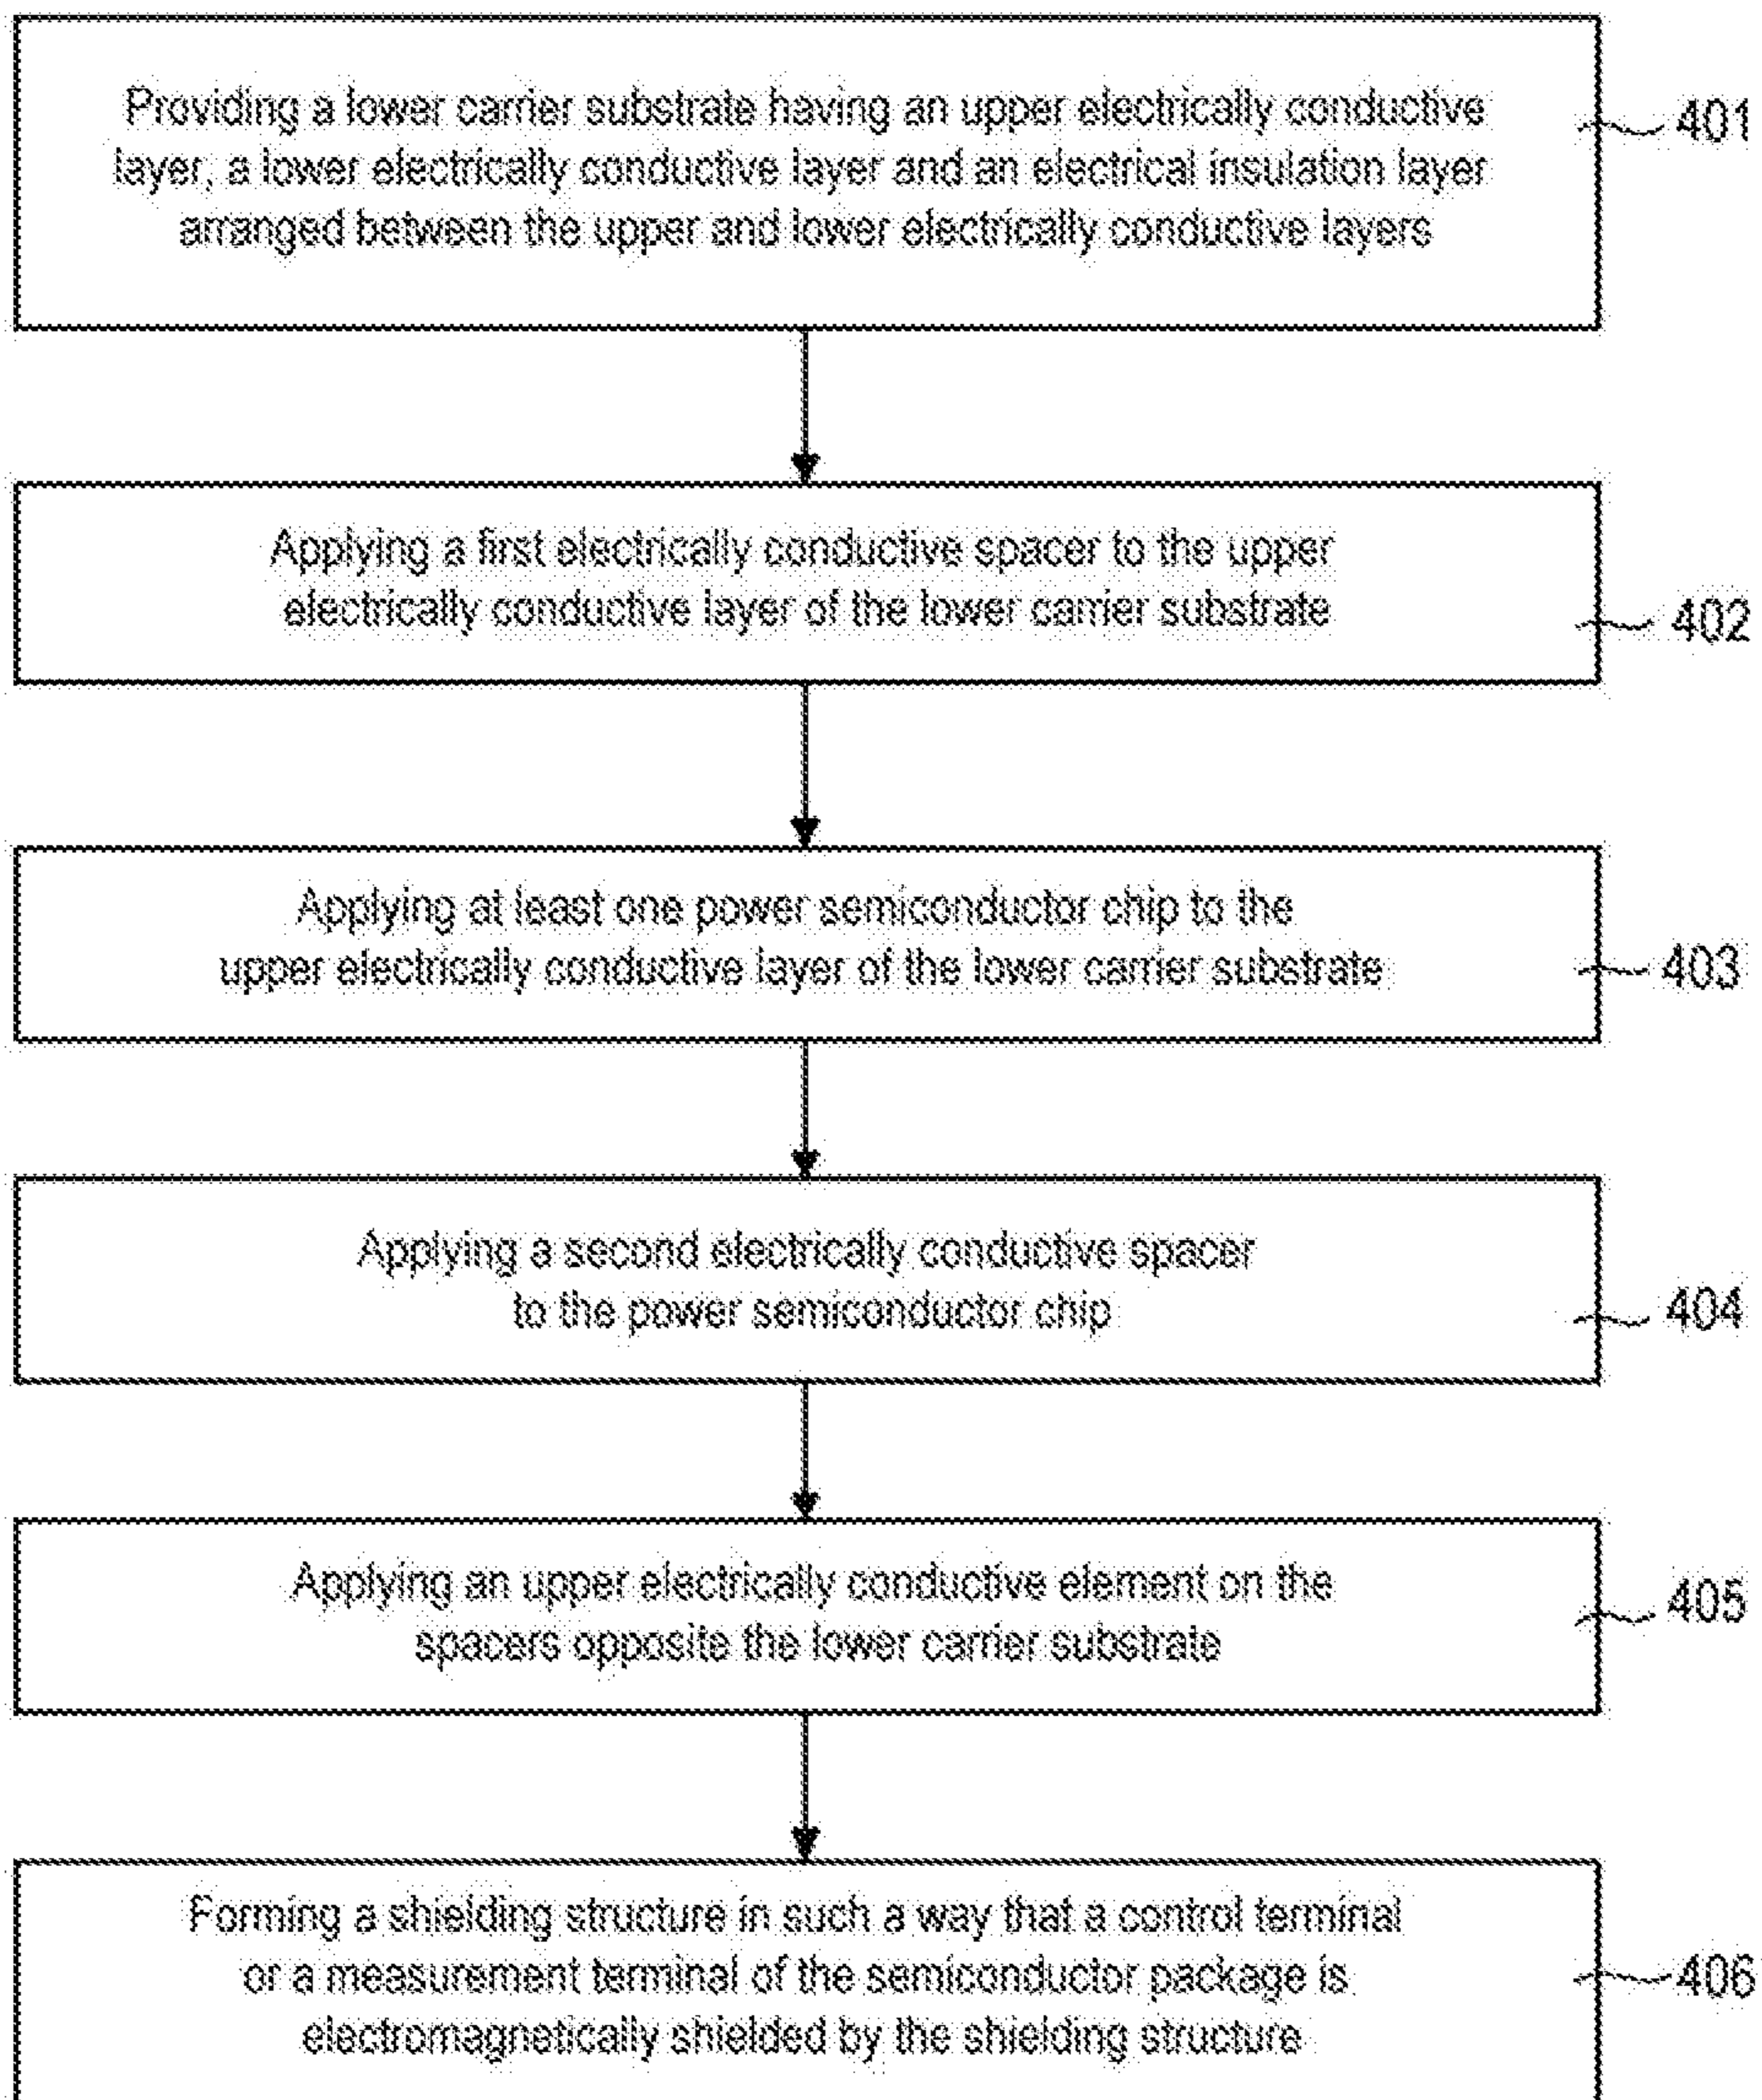 Providing a lower carrier substrate having an upper electrically conductive
layer, a lower electrically conductive layer and an electrical insulation layer
arranged between the upper and lower electrically conductive layers
401
Applying a first electrically conductive spacer to the upper
electrically conductive layer of the lower carrier substrate
402
Applying at least one power semiconductor chip to the
upper electrically conductive layer of the lower carrier substrate
403
Applying a second electrically conductive spacer
to the power semiconductor chip
404
Applying an upper electrically conductive element on the
spacers opposite the lower carrier substrate
405
Forming a shielding structure in such a way that a control terminal
or a measurement terminal of the semiconductor package is
electromagnetically shielded by the shielding structure
406